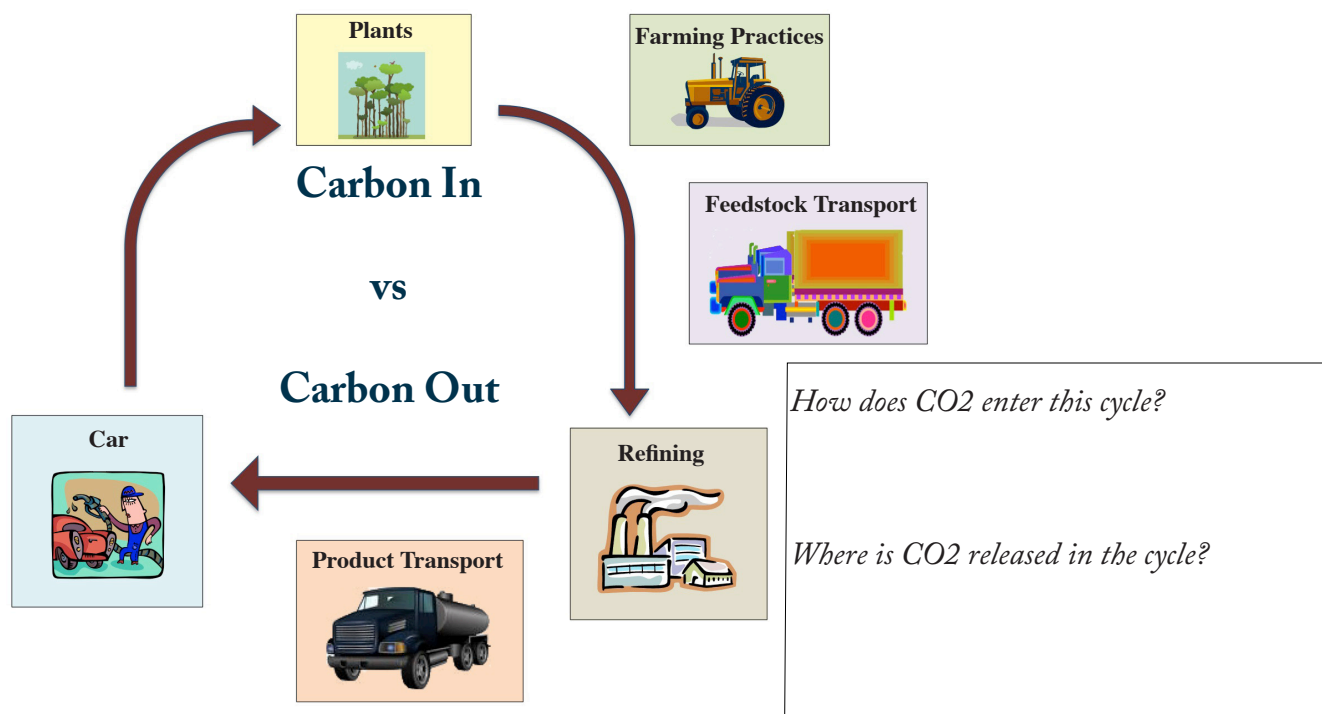 Plants
Farming Practices
Carbon In
vs
Carbon Out
Feedstock Transport
Car
Refining
Product Transport
How does CO2 enter this cycle?
Where is CO2 released in the cycle?